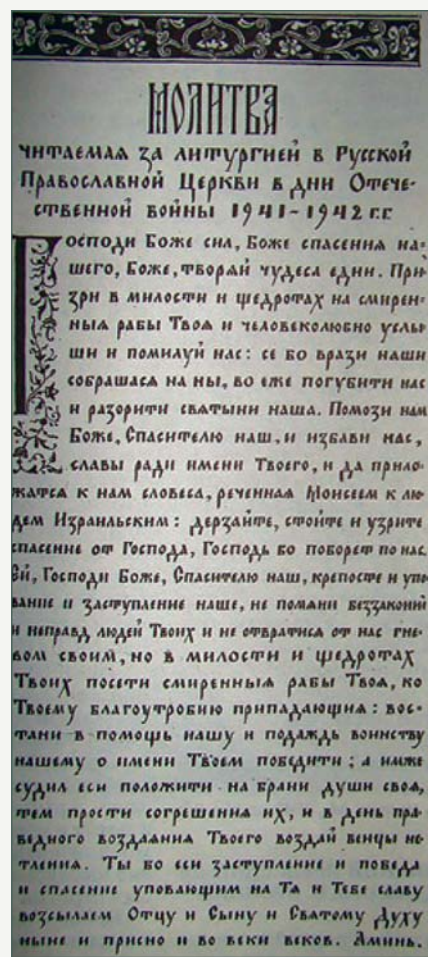 МОЛИТВА
читаемая за литургией в Русской
Православной Церкви в дни Отече-
ственной войны 1941-1942 г.г.
Господи Боже сил, Боже спасения на-
шего, Боже, творяй чудеса един. При-
зри в милости и щедротах на смирен-
ныя рабы Твоя и человеколюбно услы-
ши и помилуй нас: се бо врази наши
собрашася на ны, во еже погубити нас
и разорити святыни наша. Помози нам
Боже, Спасителю наш, и избави нас,
славы ради имени Твоего, и да прило-
жатся к нам словеса, реченная Моисеем к лю-
дем Израильским: дерзайте, стойте и узрите
спасение от Господа, Господь бо поборет по нас.
Ей, Господи Боже, Спасителю наш, крепосте и упо-
вание и заступление наше, не помяни беззаконий
и неправд людей Твоих и не отвратися от нас гне-
вом своим, но в милости и щедротах
Твоих посети смиренныя рабы Твоя, ко
Твоему благоутробию припадающия: вос-
тани в помощь нашу и подаждь воинству
нашему о имени Твоем победити; а имже
судил еси положити на брани души своя,
тем прости согрешения их, и в день пра-
ведного воздаяния Твоего воздай венцы не-
тления. Ты бо еси заступление и победа
и спасение уповающим на Тя и Тебе славу
возсылаем Отцу и Сыну и Святому Духу
ныне и присно и во веки веков. Аминь.